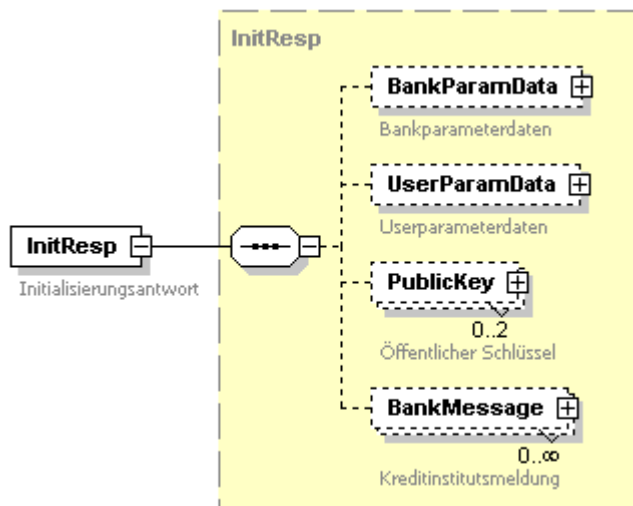 InitResp
BankParamData
Bankparameterdaten
UserParamData
Userparameterdaten
InitResp
Initialisierungsantwort
PublicKey
0..2
Öffentlicher Schlüssel
BankMessage
0..∞
Kreditinstitutsmeldung